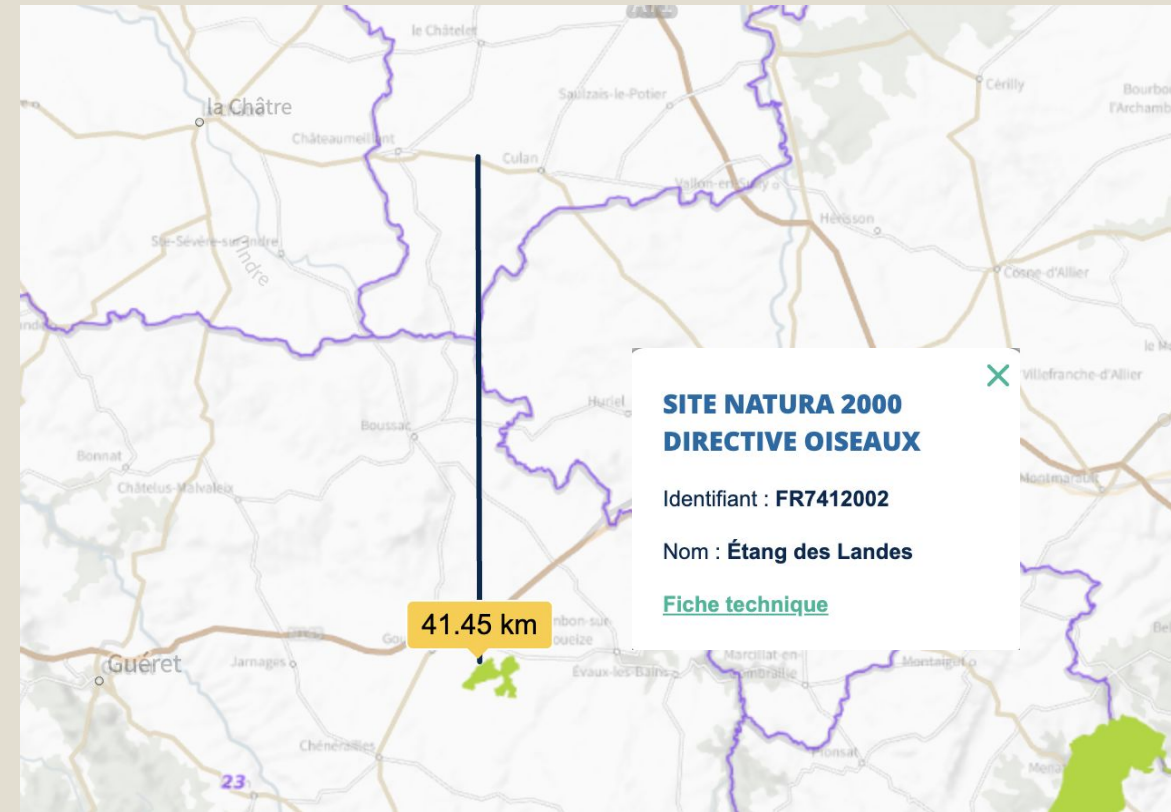 A71
le Châtelet
Cérilly
Saulzais-le-Potier
la Châtre
Châteaumeillant
Culan
Vallon-en-Sully
Hérisson
Ste-Sévère-sur-Indre
l'Indre
Cosne-d'Allier
SITE NATURA 2000
DIRECTIVE OISEAUX
Identifiant : FR7412002
Nom : Étang des Landes
Fiche technique
Villefranche-d'Allier
Huriel
Boussac
Bonnat
Châtelus-Malvaleix
Montmarault
41.45 km
Guéret
Jarnages
Évaux-les-Bains
Marcillat-en-
Combraille
Montaigut
Chénérailles
Pionsat
23